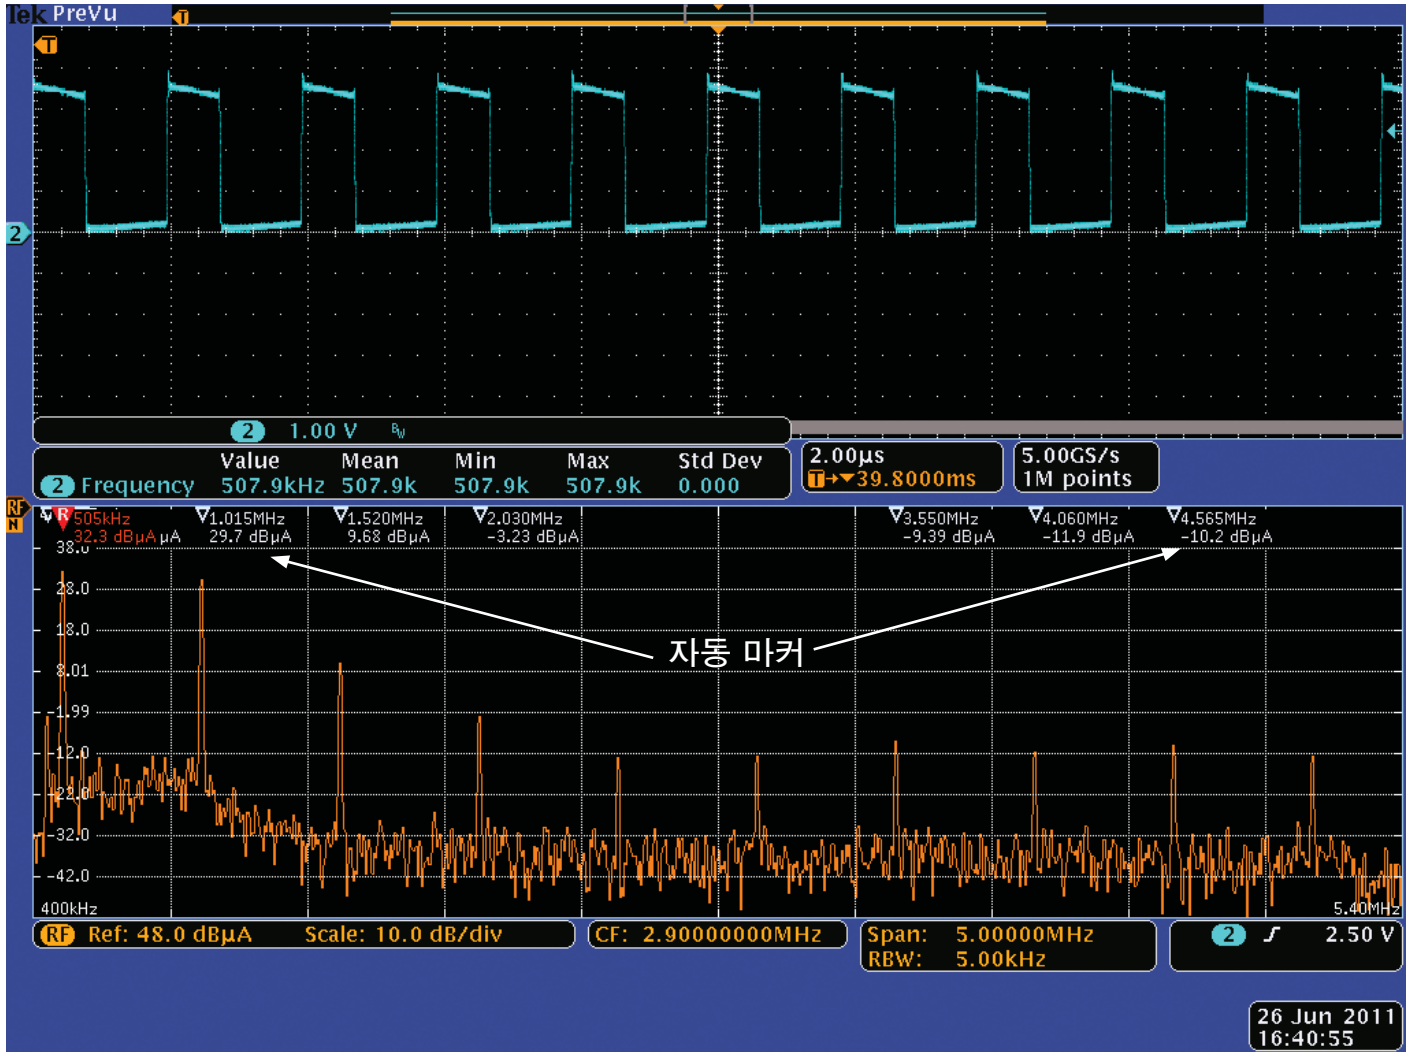 Tek PreVu
T
T
2
2 1.00 V BW
Value Mean Min Max Std Dev
2 Frequency 507.9kHz 507.9k 507.9k 507.9k 0.000
2.00µs
T→▼39.8000ms
5.00GS/s
1M points
RF
N
R 505kHz
32.3 dBµA µA
1.015MHz
29.7 dBµA
1.520MHz
9.68 dBµA
2.030MHz
-3.23 dBµA
3.550MHz
-9.39 dBµA
4.060MHz
-11.9 dBµA
4.565MHz
-10.2 dBµA
38.0
28.0
18.0
8.01
-1.99
-12.0
-22.0
-32.0
-42.0
자동 마커
400kHz
5.40MHz
RF Ref: 48.0 dBµA Scale: 10.0 dB/div
CF: 2.90000000MHz
Span: 5.00000MHz
RBW: 5.00kHz
2 2.50 V
26 Jun 2011
16:40:55